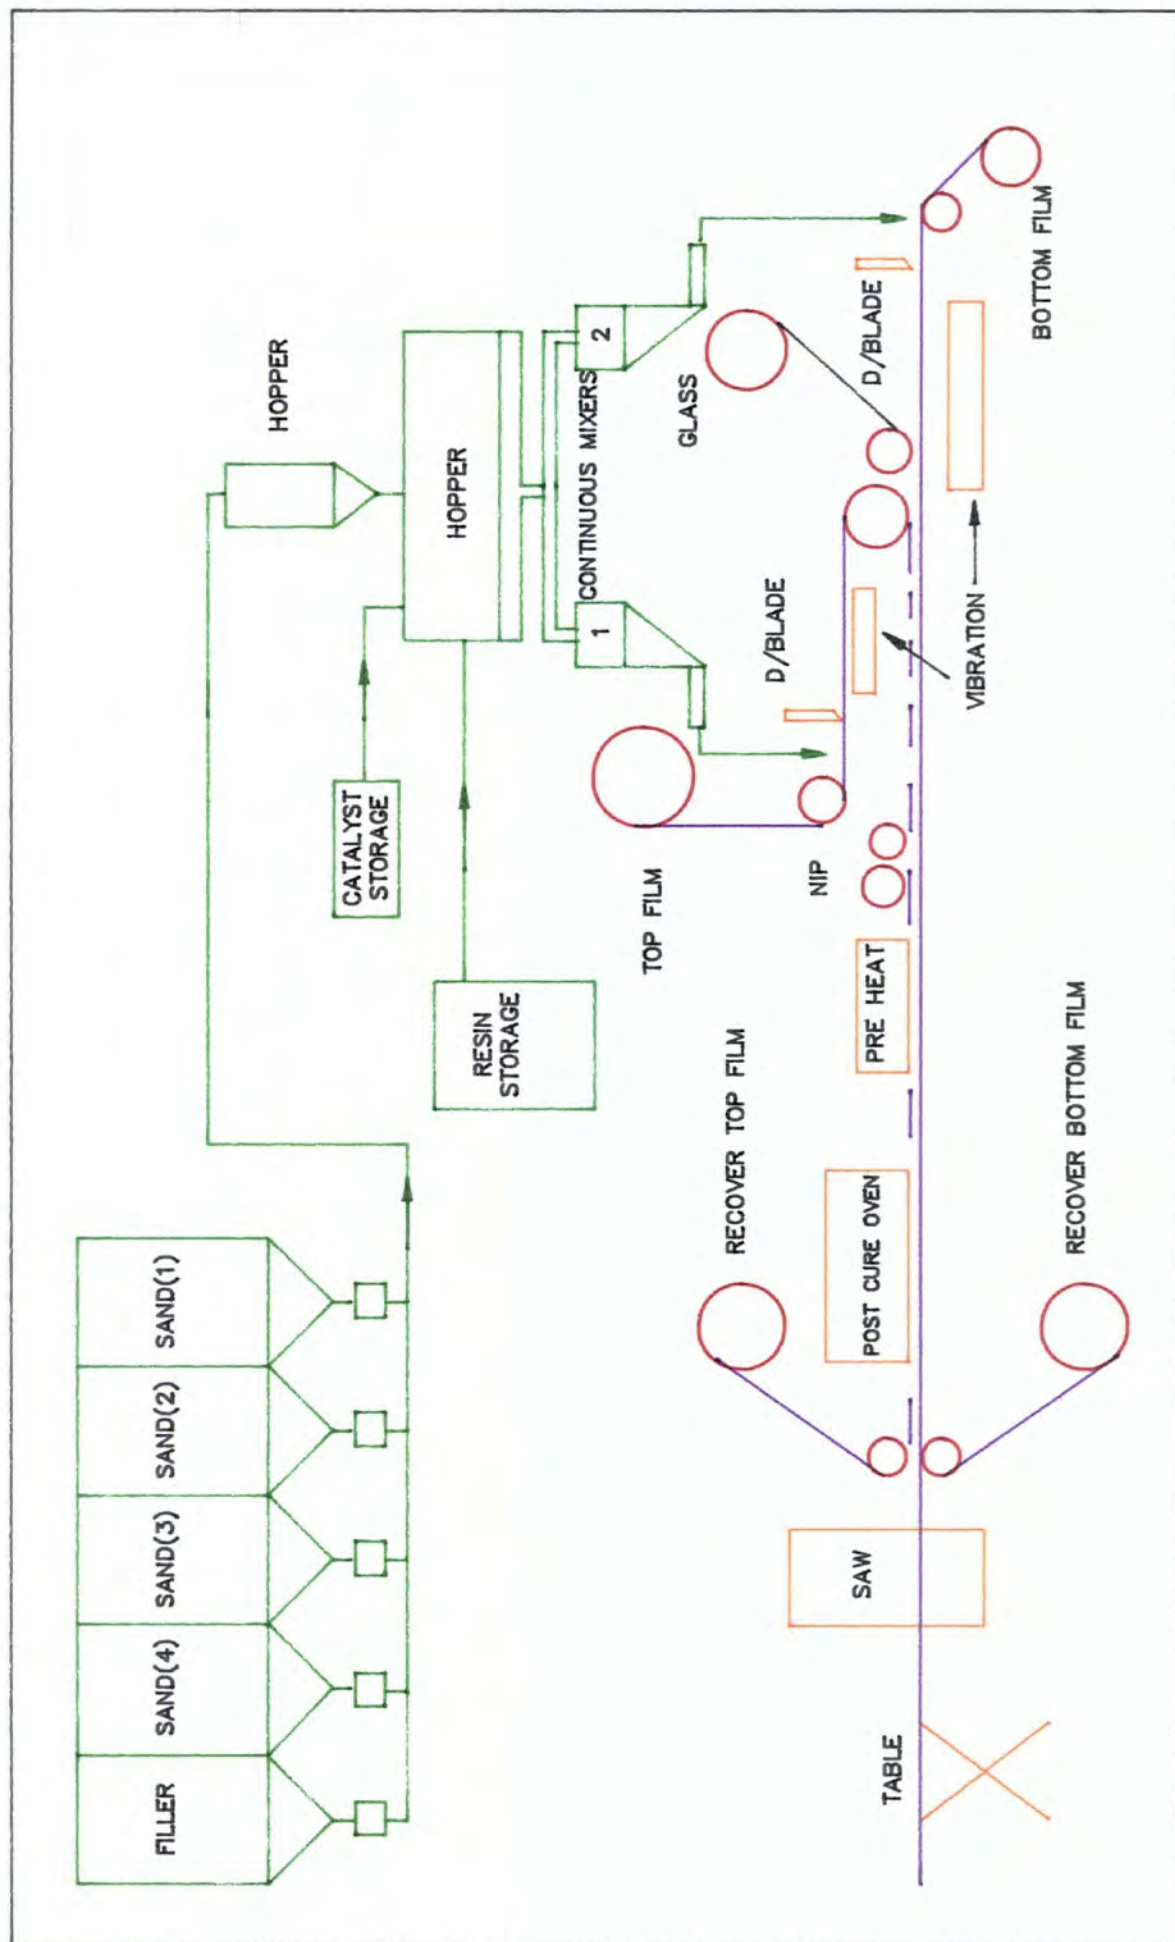 FILLER
SAND(4)
SAND(3)
SAND(2)
SAND(1)
HOPPER
CATALYST
STORAGE
HOPPER
RESIN
STORAGE
CONTINUOUS MIXERS
1
2
TOP FILM
GLASS
D/BLADE
D/BLADE
NIP
RECOVER TOP FILM
PRE HEAT
POST CURE OVEN
SAW
TABLE
VIBRATION
BOTTOM FILM
RECOVER BOTTOM FILM